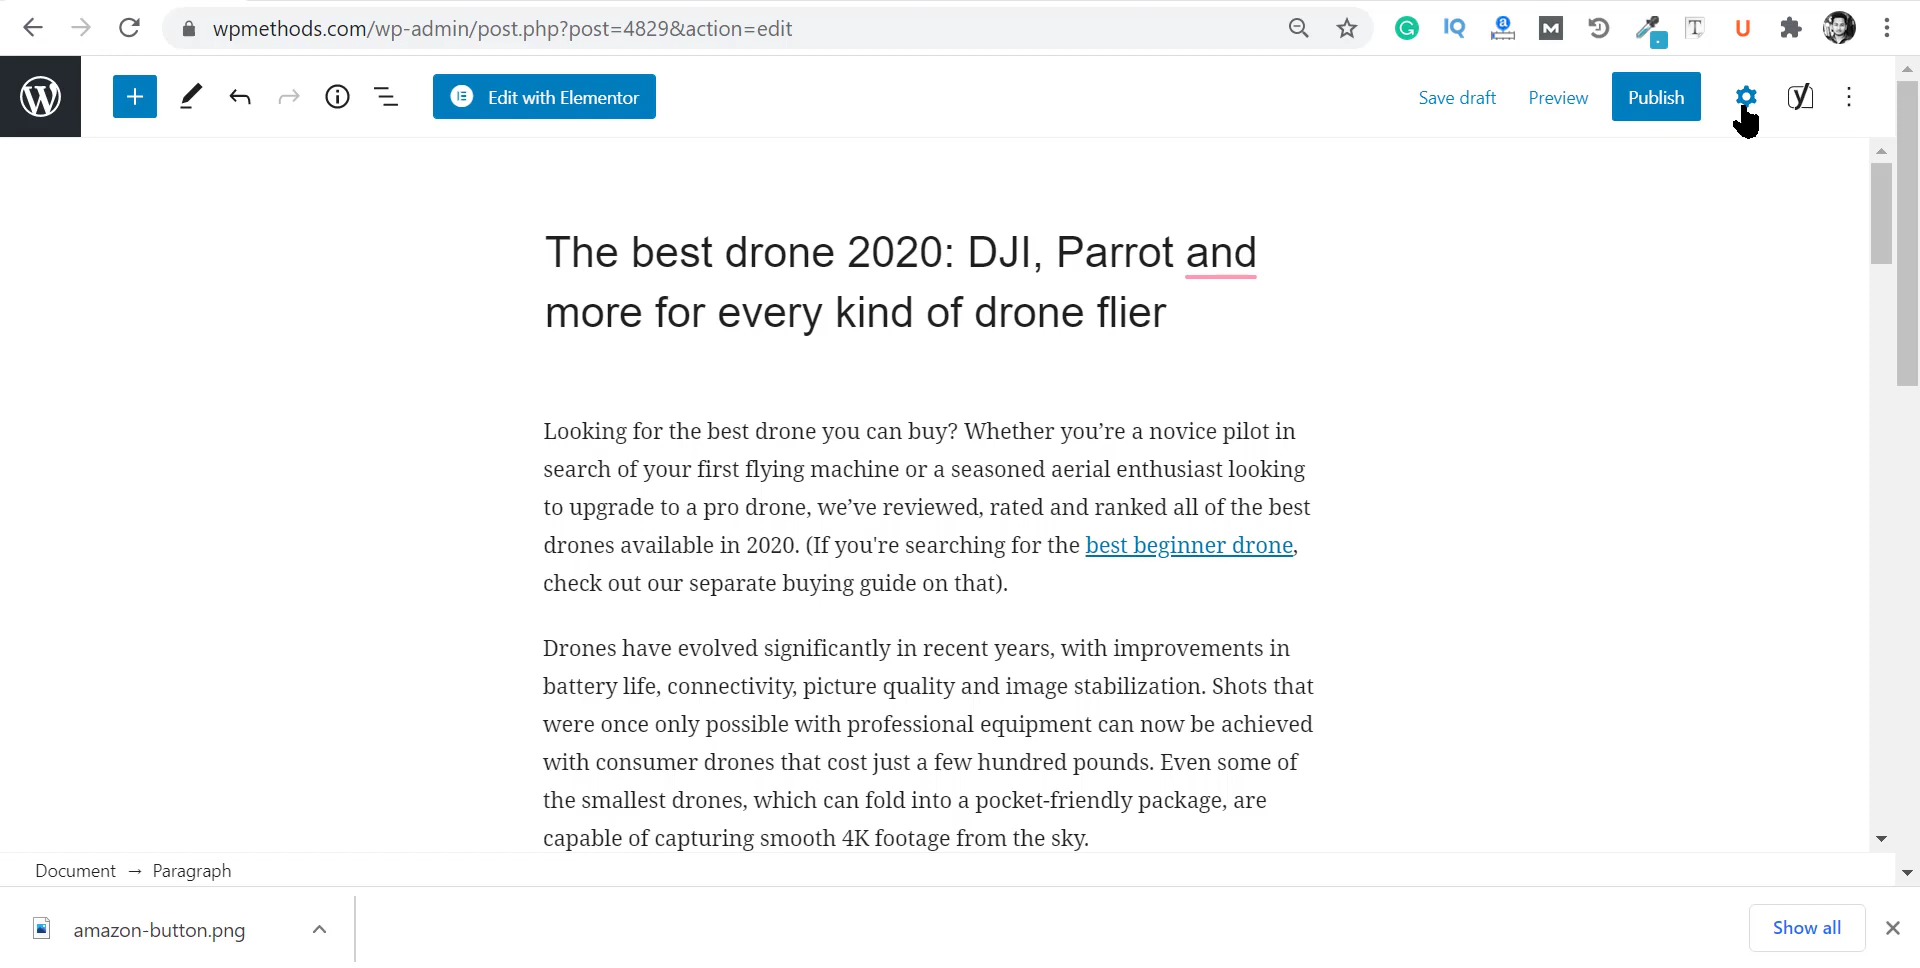 wpmethods.com/wp-admin/post.php?post=4829&action=edit
Edit with Elementor
Save draft
Preview
Publish
The best drone 2020: DJI, Parrot and
more for every kind of drone flier
Looking for the best drone you can buy? Whether you’re a novice pilot in
search of your first flying machine or a seasoned aerial enthusiast looking
to upgrade to a pro drone, we’ve reviewed, rated and ranked all of the best
drones available in 2020. (If you're searching for the best beginner drone,
check out our separate buying guide on that).
Drones have evolved significantly in recent years, with improvements in
battery life, connectivity, picture quality and image stabilization. Shots that
were once only possible with professional equipment can now be achieved
with consumer drones that cost just a few hundred pounds. Even some of
the smallest drones, which can fold into a pocket-friendly package, are
capable of capturing smooth 4K footage from the sky.
Document → Paragraph
amazon-button.png
Show all